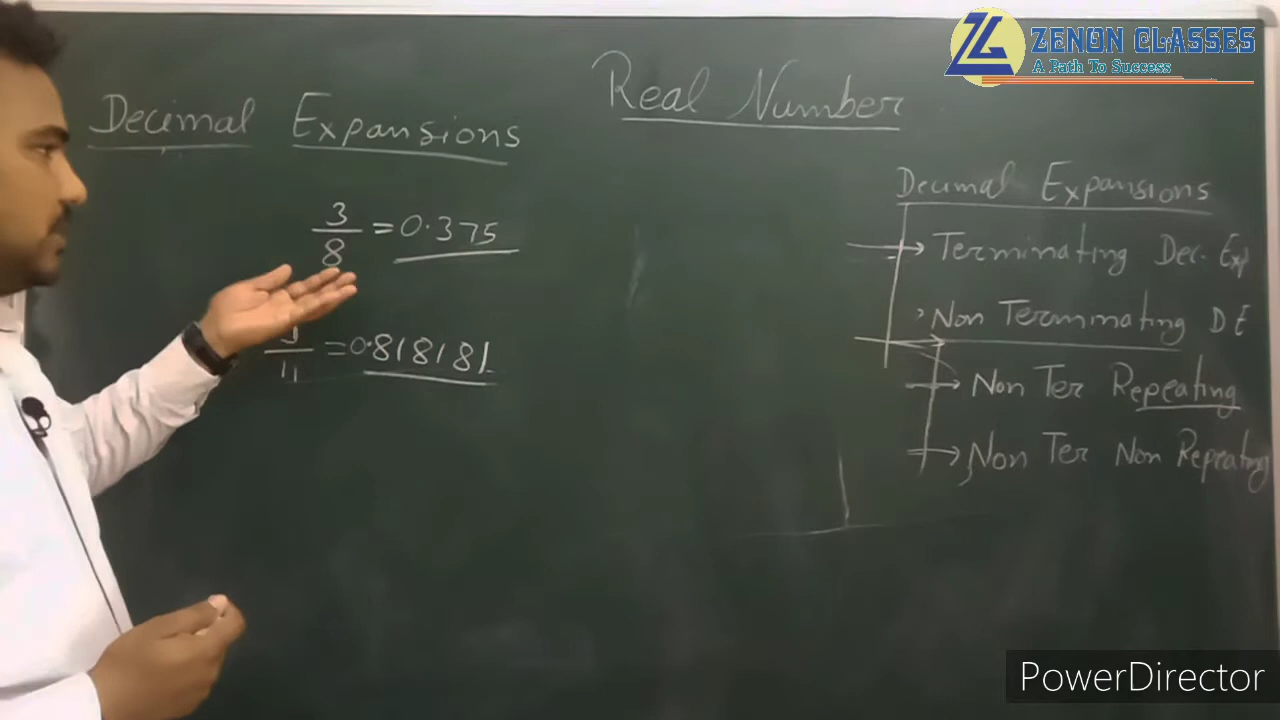 ZENON CLASSES
A Path To Success
Real Number
Decimal Expansions
3/8 = 0.375
/11 = 0.818181
Decimal Expansions
Terminating Dec. Exp
Non Terminating D E
Non Ter Repeating
Non Ter Non Repeating
PowerDirector